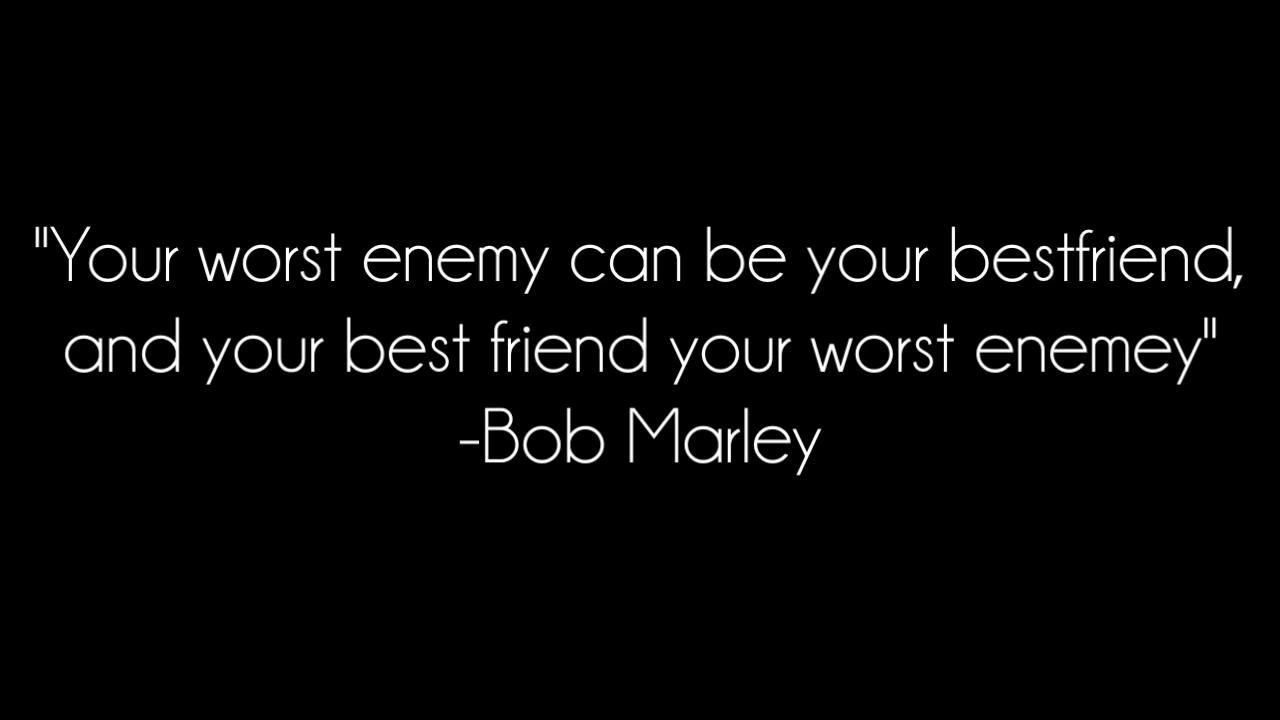 "Your worst enemy can be your bestfriend,
and your best friend your worst enemey"
-Bob Marley